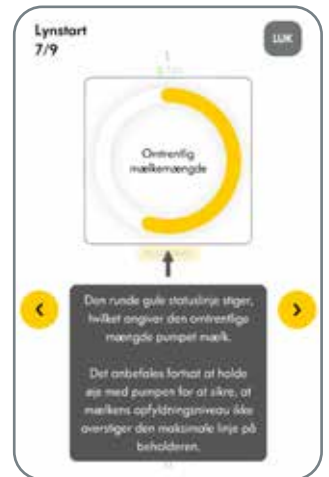 Lynstart
7/9
LUK
Omtrentlig
mælkemængde
Den runde gule statuslinje stiger,
hvilket angiver den omtrentlige
mængde pumpet mælk.
Det anbefales fortsat at holde
øje med pumpen for at sikre, at
mælkens opfyldningsniveau ikke
overstiger den maksimale linje på
beholderen.